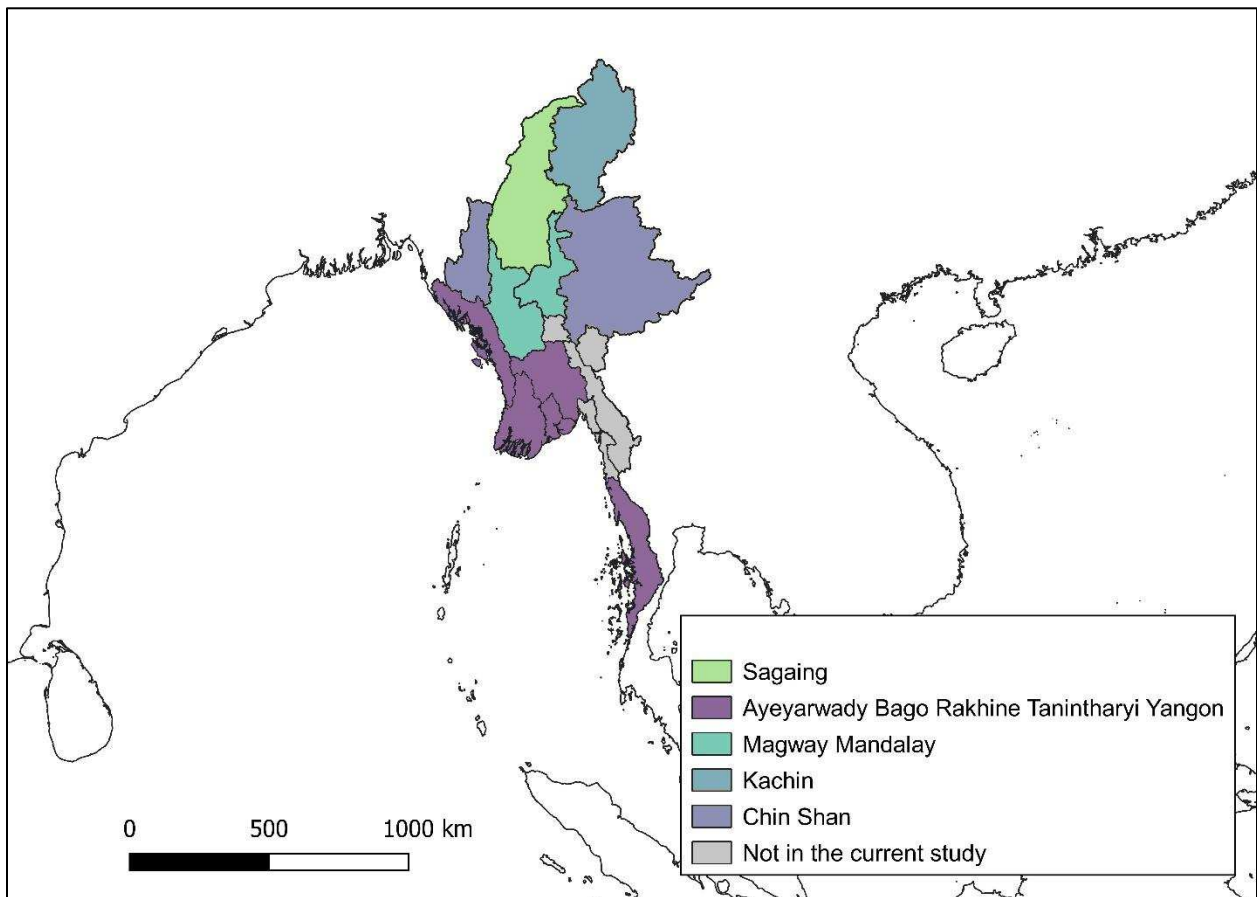 Sagaing
Ayeyarwady Bago Rakhine Tanintharyi Yangon
Magway Mandalay
Kachin
Chin Shan
Not in the current study
0 500 1000 km